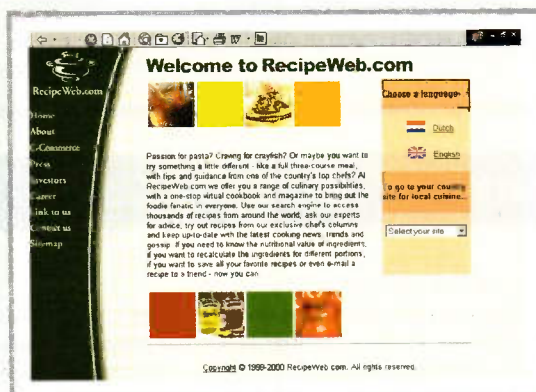 Welcome to RecipeWeb.com
RecipeWeb.com
Home
About
C-Commerce
Press
Investors
Career
Link to us
Contact us
Sitemap
Passion for pasta? Craving for crayfish? Or maybe you want to
try something a little different - like a full three-course meal,
with tips and guidance from one of the country's top chefs? At
RecipeWeb.com we offer you a range of culinary possibilities,
with a one-stop virtual cookbook and magazine to bring out the
foodie fanatic in everyone. Use our search engine to access
thousands of recipes from around the world, ask our experts
for advice, try out recipes from our exclusive chef's columns
and keep up-to-date with the latest cooking news, trends and
gossip. If you need to know the nutritional value of ingredients,
if you want to recalculate the ingredients for different portions,
if you want to save all your favorite recipes or even e-mail a
recipe to a friend - now you can.
Choose a language
Dutch
English
to go to your country
site for local cuisine...
Select your site
Copyright © 1999-2000 RecipeWeb.com. All rights reserved.